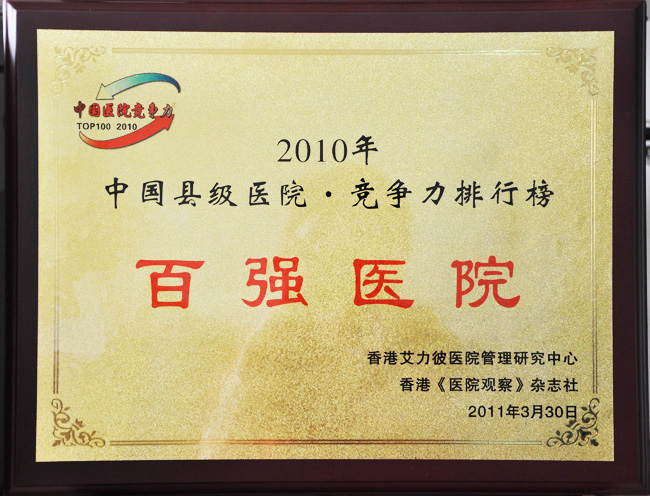 中国医院竞争力
TOP100 2010
2010年
中国县级医院·竞争力排行榜
百强医院
香港艾力彼医院管理研究中心
香港《医院观察》杂志社
2011年3月30日